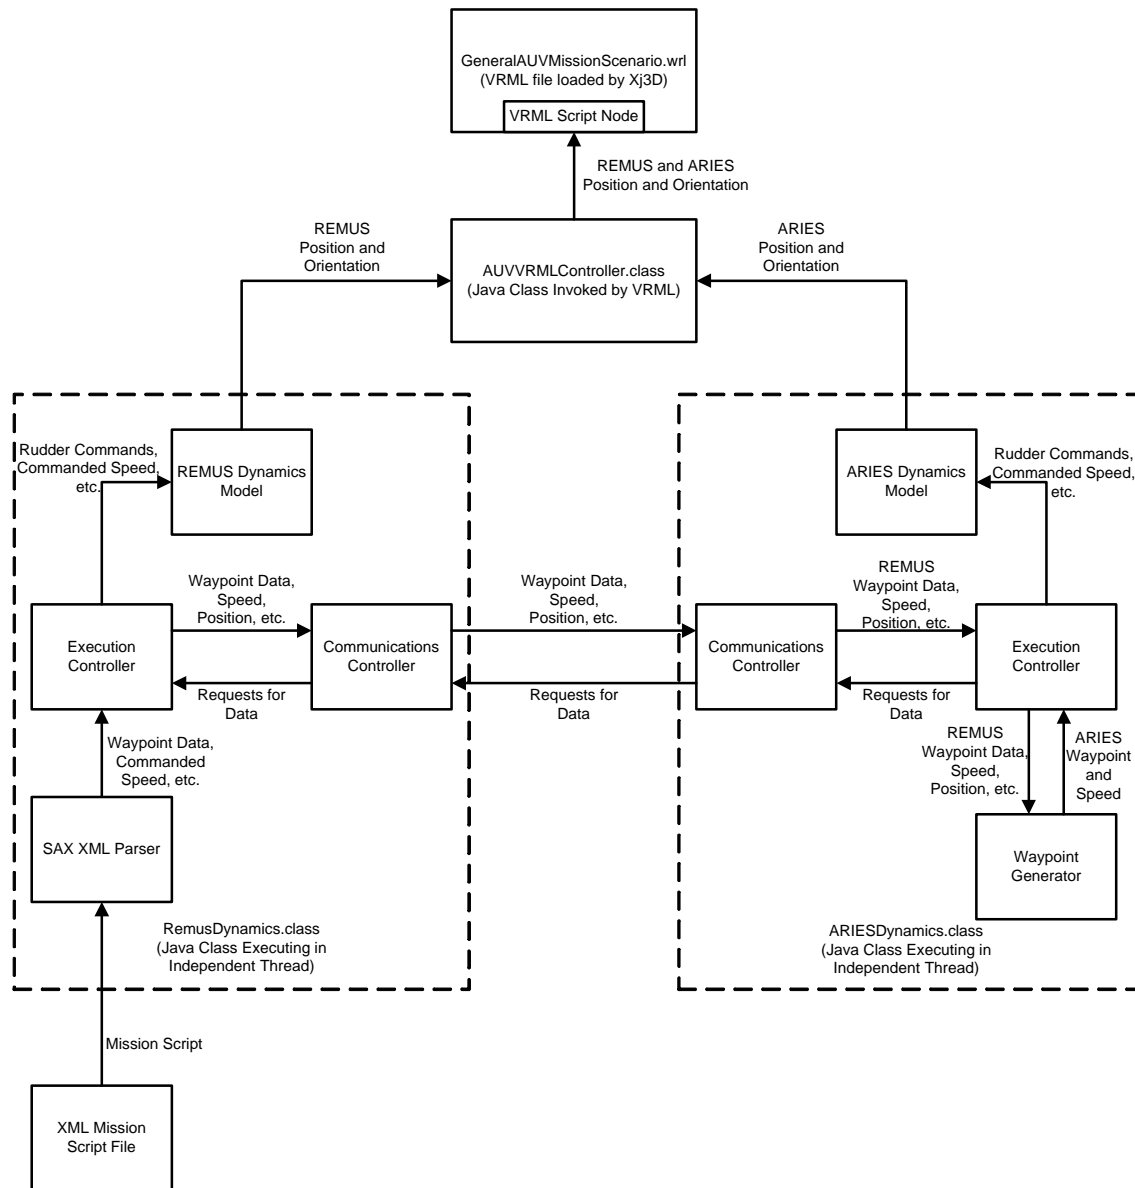 GeneralAUVMissionScenario.wrl
(VRML file loaded by Xj3D)
VRML Script Node
REMUS and ARIES
Position and Orientation
REMUS
Position and
Orientation
AUVVRMLController.class
(Java Class Invoked by VRML)
ARIES
Position and
Orientation
Rudder Commands,
Commanded Speed,
etc.
REMUS Dynamics
Model
ARIES Dynamics
Model
Rudder Commands,
Commanded Speed,
etc.
Execution
Controller
Waypoint Data,
Speed,
Position, etc.
Requests for
Data
Communications
Controller
Waypoint Data,
Speed,
Position, etc.
Requests for
Data
Communications
Controller
REMUS
Waypoint Data,
Speed,
Position, etc.
Requests for
Data
Execution
Controller
Waypoint Data,
Commanded
Speed, etc.
REMUS
Waypoint Data,
Speed,
Position, etc.
ARIES
Waypoint
and
Speed
SAX XML Parser
Waypoint
Generator
RemusDynamics.class
(Java Class Executing in
Independent Thread)
ARIESDynamics.class
(Java Class Executing in
Independent Thread)
Mission Script
XML Mission
Script File